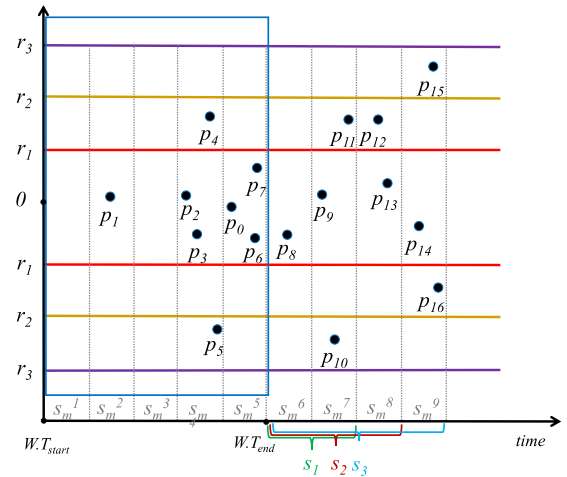 r3
p15
r2
p4
p11 p12
r1
p7
0
p1
p2
p0
p9
p13
p3
p6
p8
p14
r1
p16
r2
p5
p10
r3
sm1 sm2 sm3 sm4 sm5 sm6 sm7 sm8 sm9
W.Tstart
W.Tend
time
s1 s2 s3